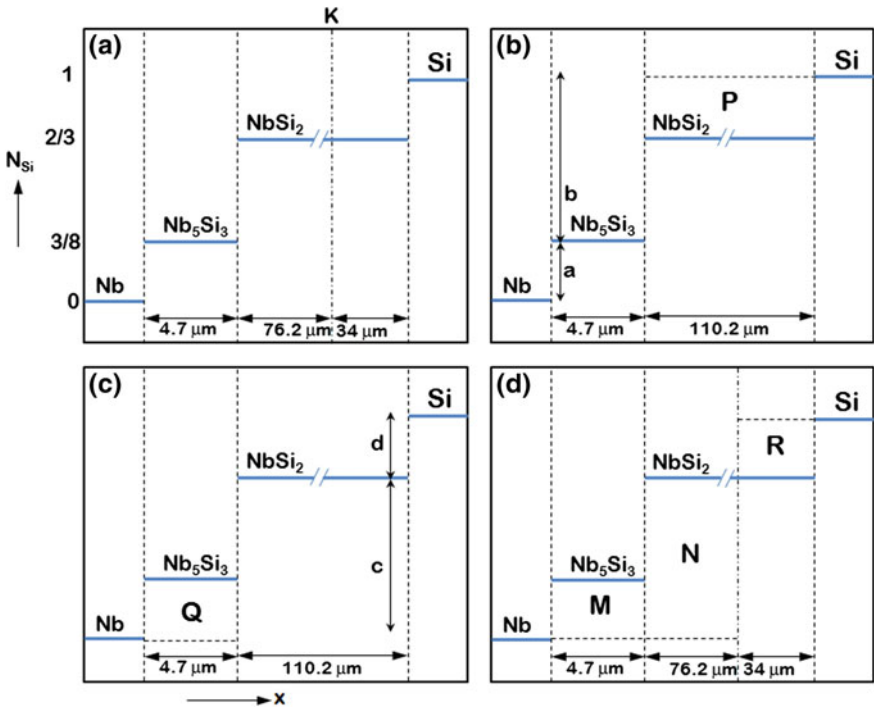 K
(a)
Si
1
NbSi2
2/3
NSi
Nb5Si3
3/8
Nb
0
4.7 μm
76.2 μm
34 μm
(b)
Si
P
NbSi2
b
Nb5Si3
Nb
a
4.7 μm
110.2 μm
(c)
Si
d
NbSi2
Nb5Si3
c
Q
Nb
4.7 μm
110.2 μm
x
(d)
Si
R
NbSi2
N
Nb5Si3
M
Nb
4.7 μm
76.2 μm
34 μm